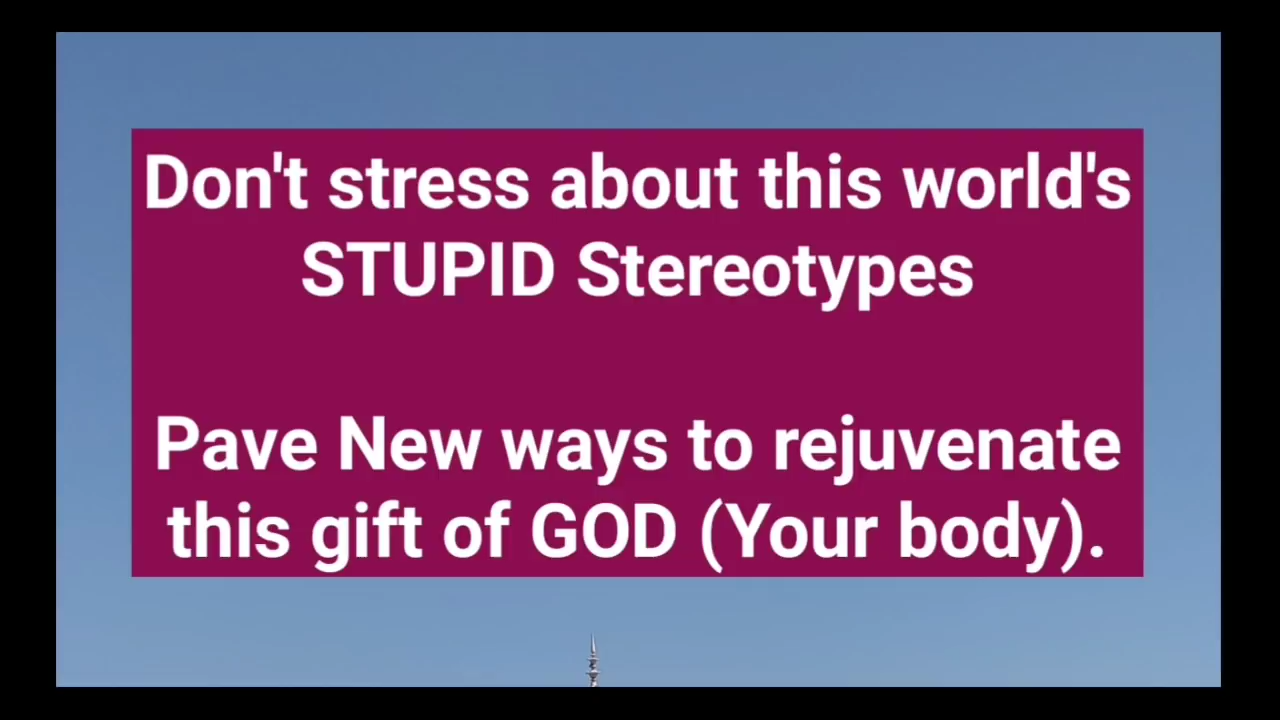 Don't stress about this world's
STUPID Stereotypes
Pave New ways to rejuvenate
this gift of GOD (Your body).